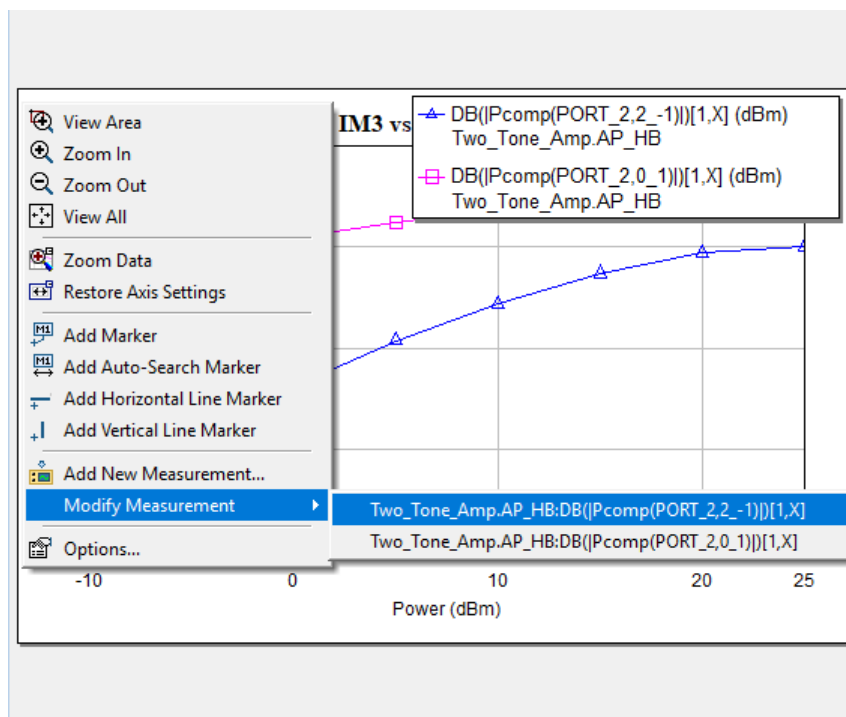 View Area
Zoom In
Zoom Out
View All
Zoom Data
Restore Axis Settings
M1
Add Marker
M1
Add Auto-Search Marker
Add Horizontal Line Marker
Add Vertical Line Marker
Add New Measurement...
Modify Measurement
Options...
IM3 vs
DB(|Pcomp(PORT_2,2_-1)|)[1,X] (dBm)
Two_Tone_Amp.AP_HB
DB(|Pcomp(PORT_2,0_1)|)[1,X] (dBm)
Two_Tone_Amp.AP_HB
Two_Tone_Amp.AP_HB:DB(|Pcomp(PORT_2,2_-1)|)[1,X]
Two_Tone_Amp.AP_HB:DB(|Pcomp(PORT_2,0_1)|)[1,X]
-10 0 10 20 25
Power (dBm)